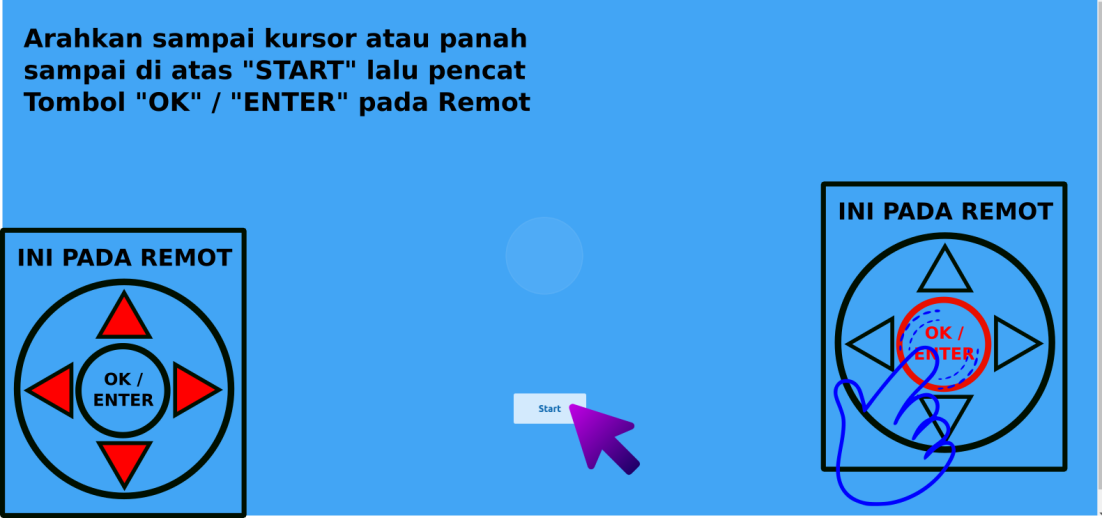 Arahkan sampai kursor atau panah
sampai di atas "START" lalu pencat
Tombol "OK" / "ENTER" pada Remot
INI PADA REMOT
OK /
ENTER
Start
INI PADA REMOT
OK /
ENTER